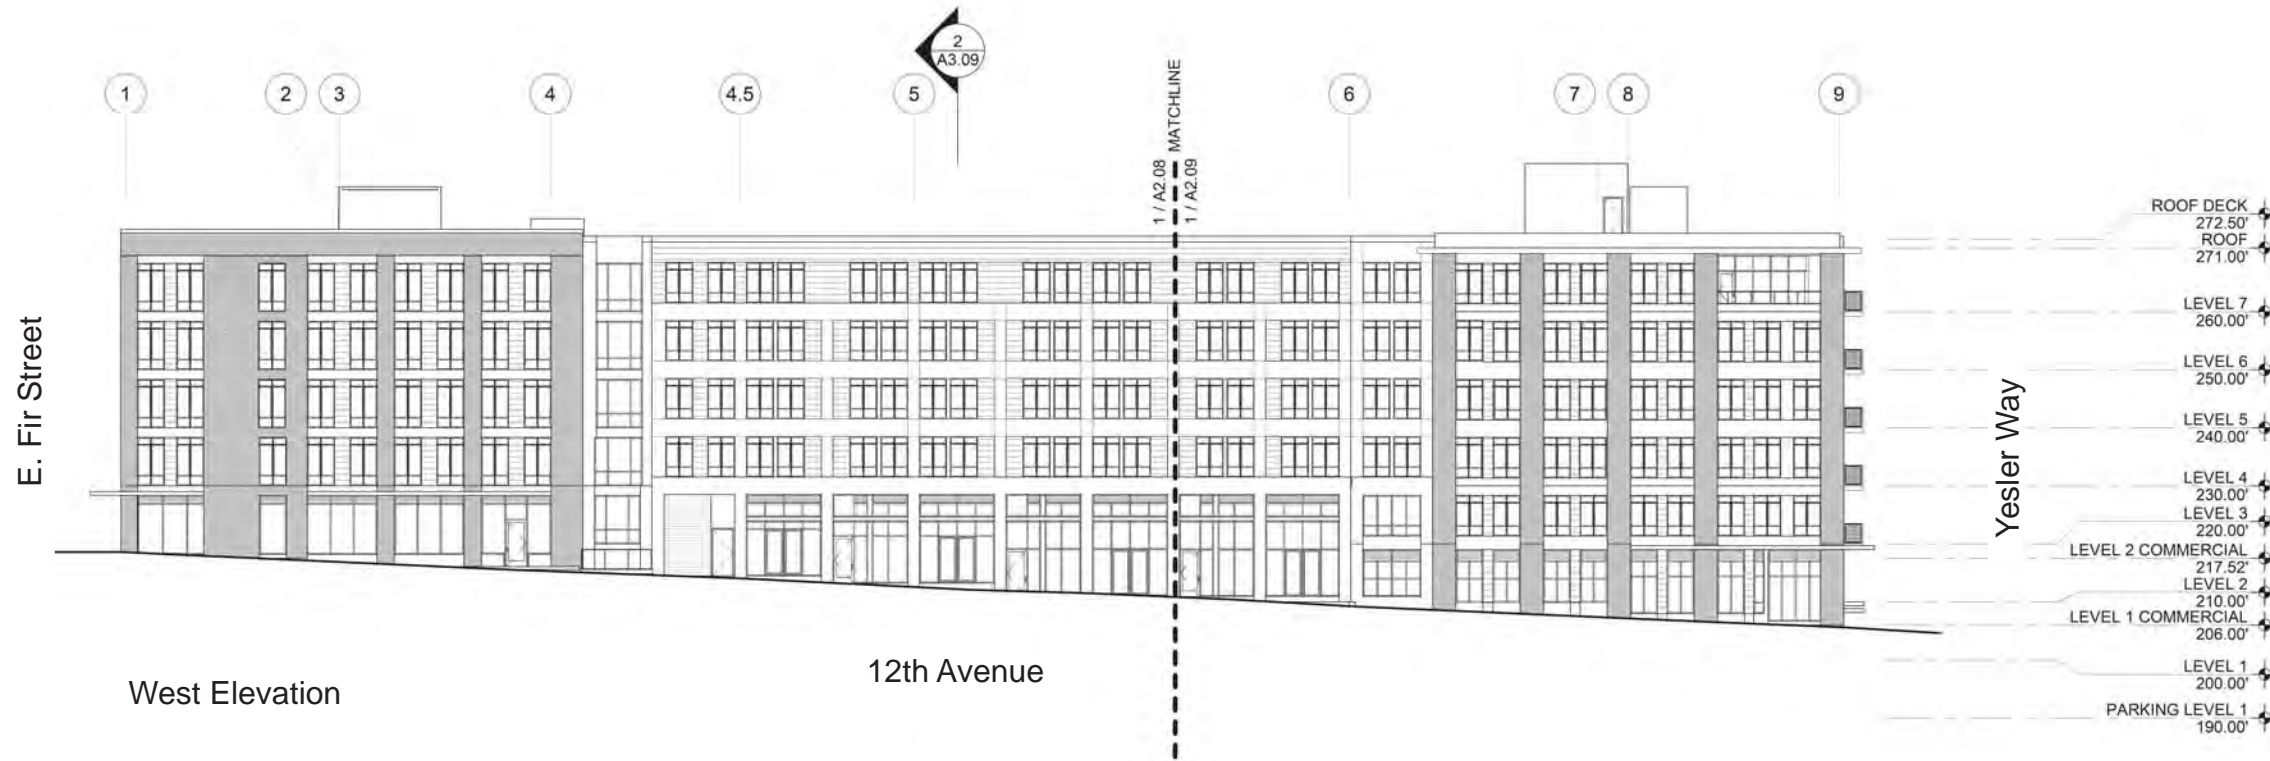 2
A3.09
1
2
3
4
4.5
5
6
7
8
9
1 / A2.08
MATCHLINE
1 / A2.09
E. Fir Street
Yesler Way
ROOF DECK
272.50'
ROOF
271.00'
LEVEL 7
260.00'
LEVEL 6
250.00'
LEVEL 5
240.00'
LEVEL 4
230.00'
LEVEL 3
220.00'
LEVEL 2 COMMERCIAL
217.52'
LEVEL 2
210.00'
LEVEL 1 COMMERCIAL
206.00'
LEVEL 1
200.00'
PARKING LEVEL 1
190.00'
12th Avenue
West Elevation